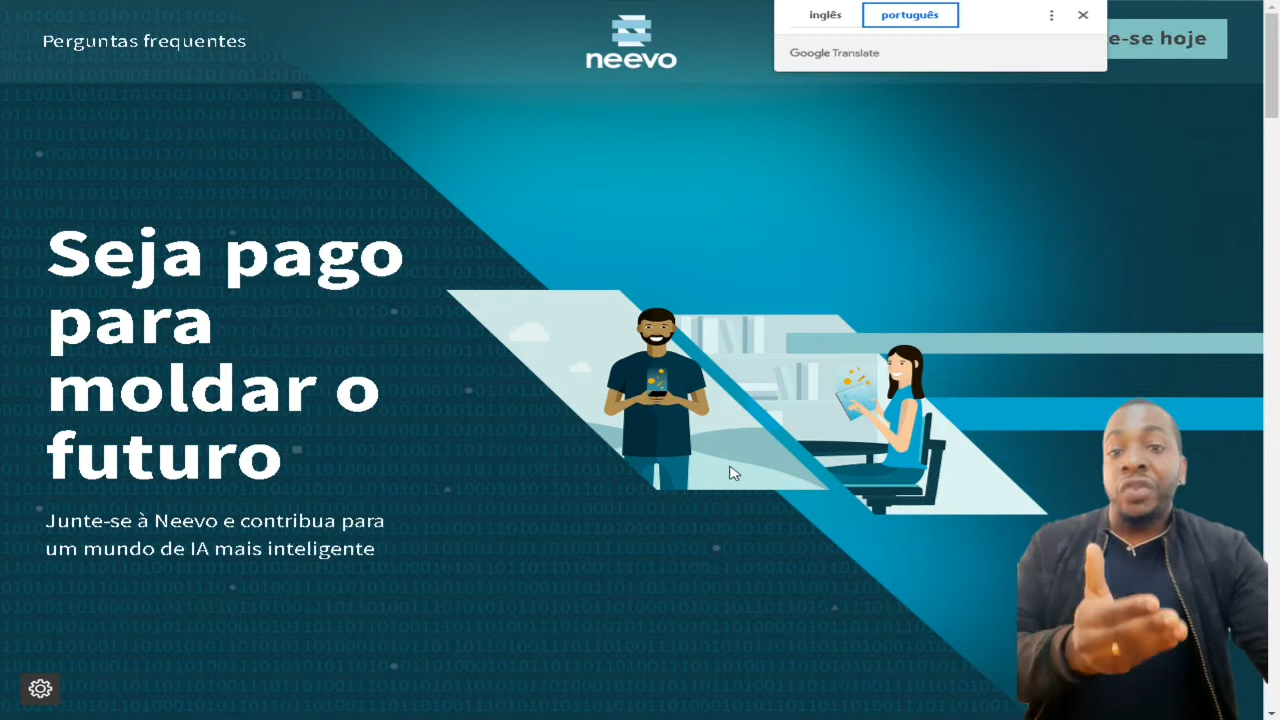 Perguntas frequentes
neevo
inglês
português
Google Translate
e-se hoje
Seja pago
para
moldar o
futuro
Junte-se à Neevo e contribua para
um mundo de IA mais inteligente